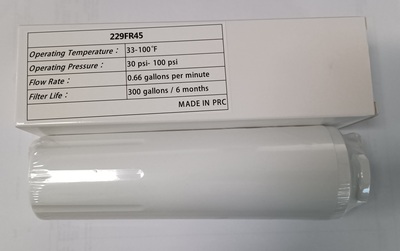 229FR45
Operating Temperature: 33-100°F
Operating Pressure: 30 psi- 100 psi
Flow Rate: 0.66 gallons per minute
Filter Life: 300 gallons / 6 months
MADE IN PRC